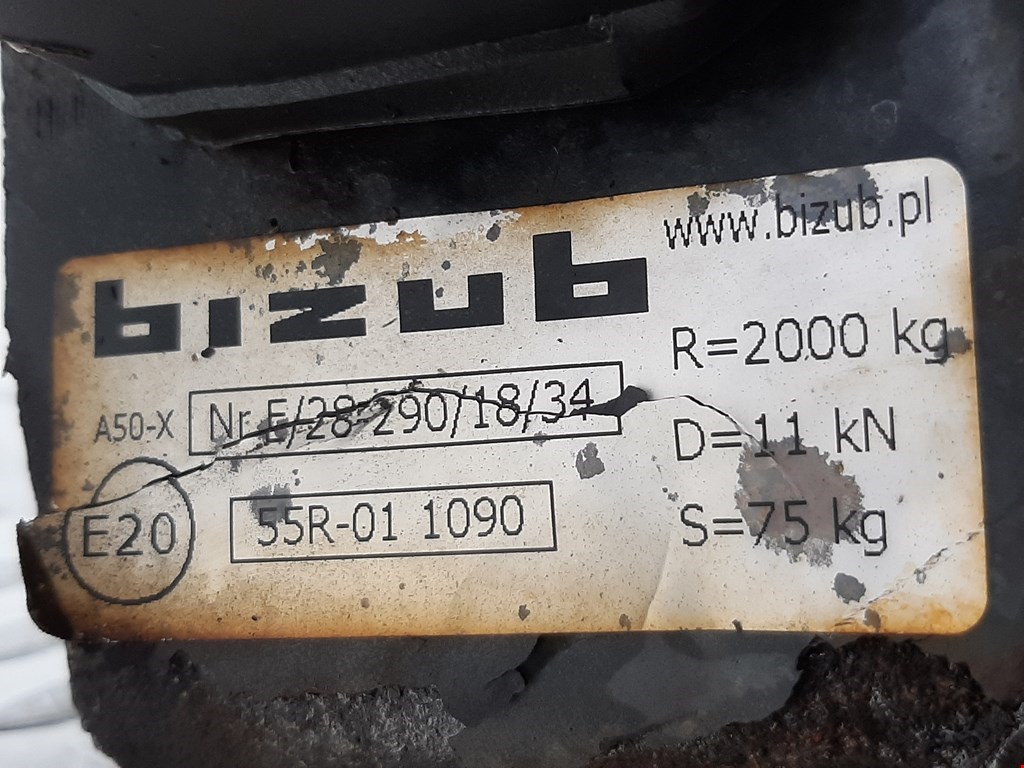 bizub
www.bizub.pl
R=2000 kg
A50-X Nr E/28-290/18/34
D=11 kN
E20 55R-01 1090
S=75 kg